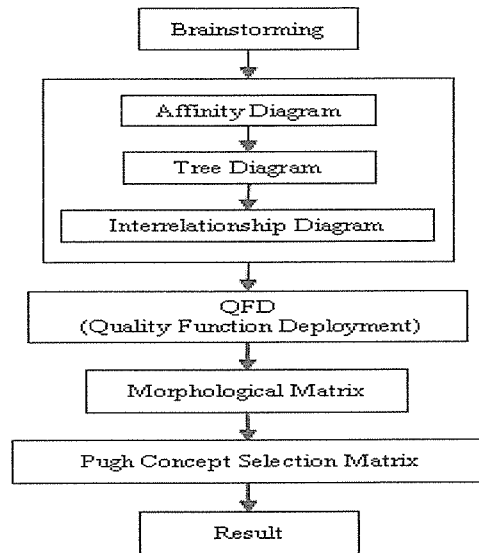 Brainstorming
Affinity Diagram
Tree Diagram
Interrelationship Diagram
QFD
(Quality Function Deployment)
Morphological Matrix
Pugh Concept Selection Matrix
Result